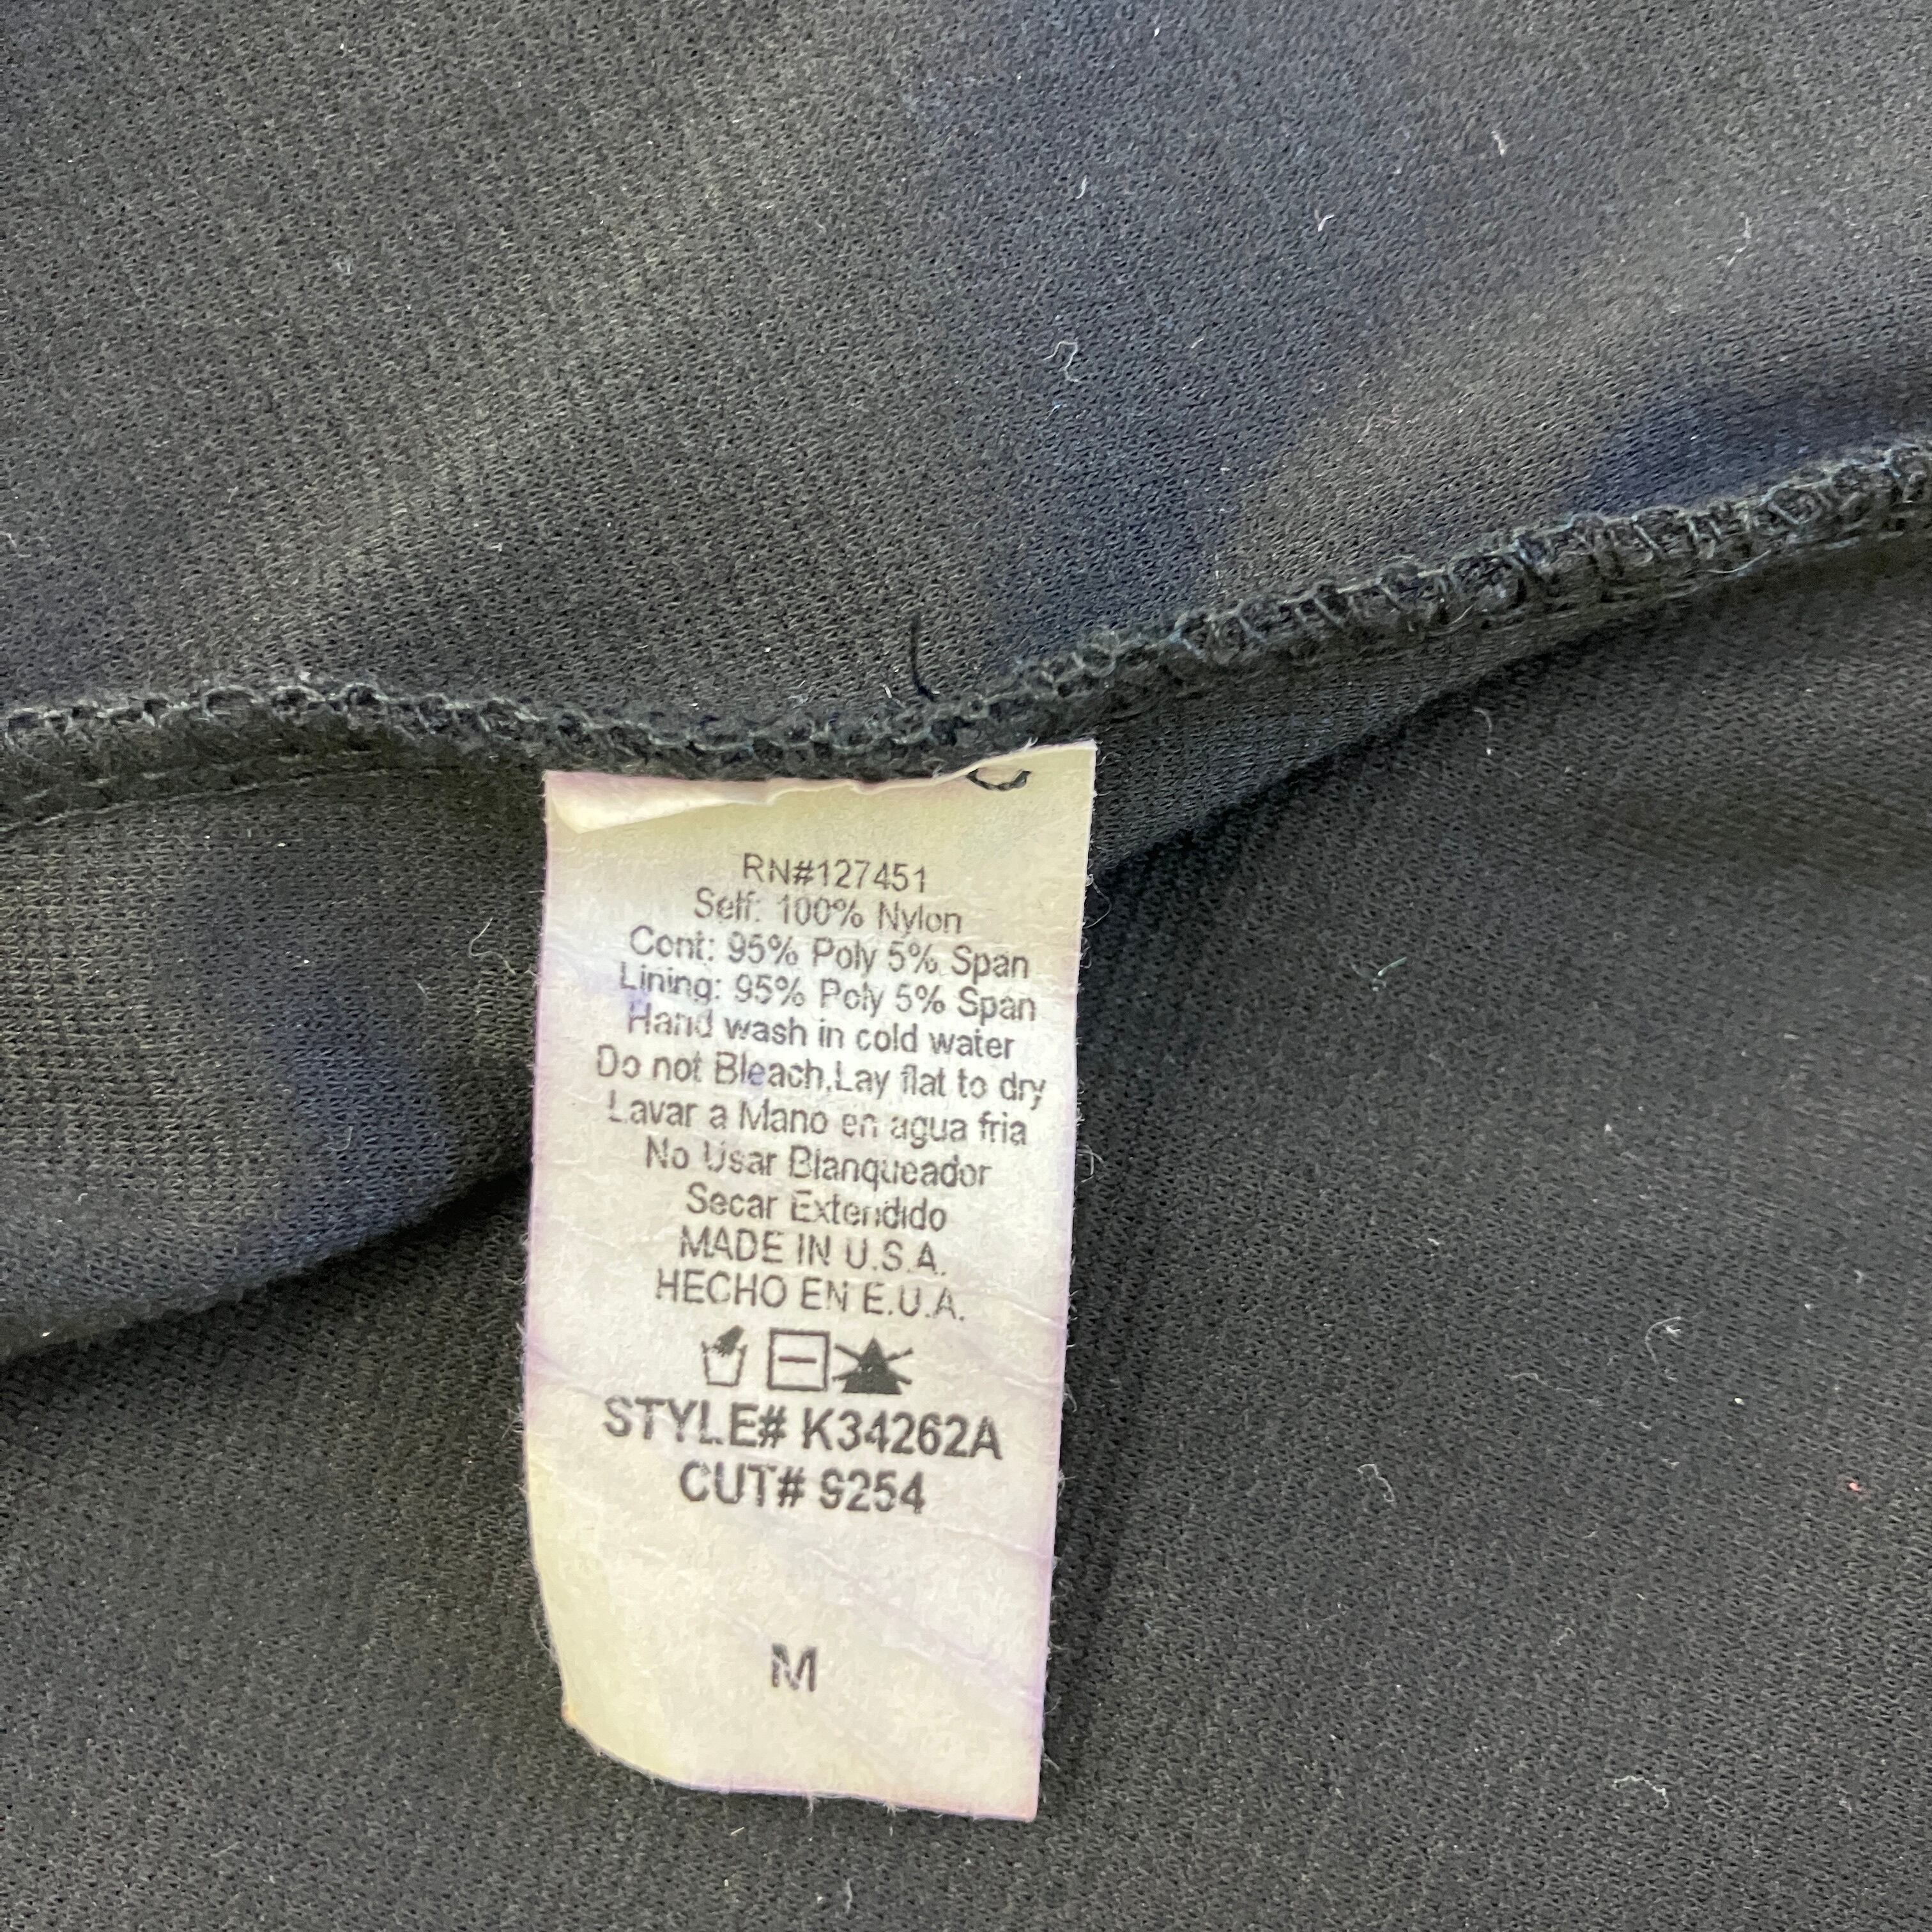 RN#127451
Self: 100% Nylon
Cont: 95% Poly 5% Span
Lining: 95% Poly 5% Span
Hand wash in cold water
Do not Bleach,Lay flat to dry
Lavar a Mano en agua fria
No Usar Blanqueador
Secar Extendido
MADE IN U.S.A.
HECHO EN E.U.A.
STYLE# K34262A
CUT# 9254
M